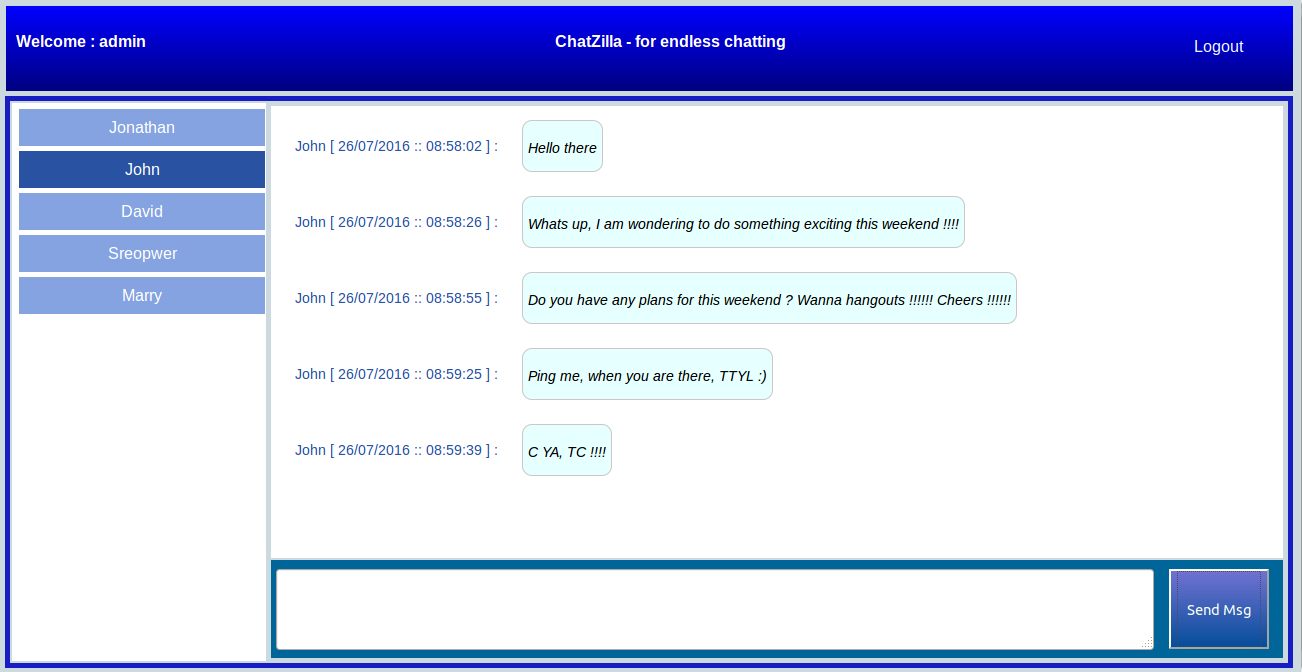 Welcome : admin
ChatZilla - for endless chatting
Logout
Jonathan
John
David
Sreopwer
Marry
John [ 26/07/2016 :: 08:58:02 ] : Hello there
John [ 26/07/2016 :: 08:58:26 ] : Whats up, I am wondering to do something exciting this weekend !!!!
John [ 26/07/2016 :: 08:58:55 ] : Do you have any plans for this weekend ? Wanna hangouts !!!!!! Cheers !!!!!!
John [ 26/07/2016 :: 08:59:25 ] : Ping me, when you are there, TTYL :)
John [ 26/07/2016 :: 08:59:39 ] : C YA, TC !!!!
Send Msg